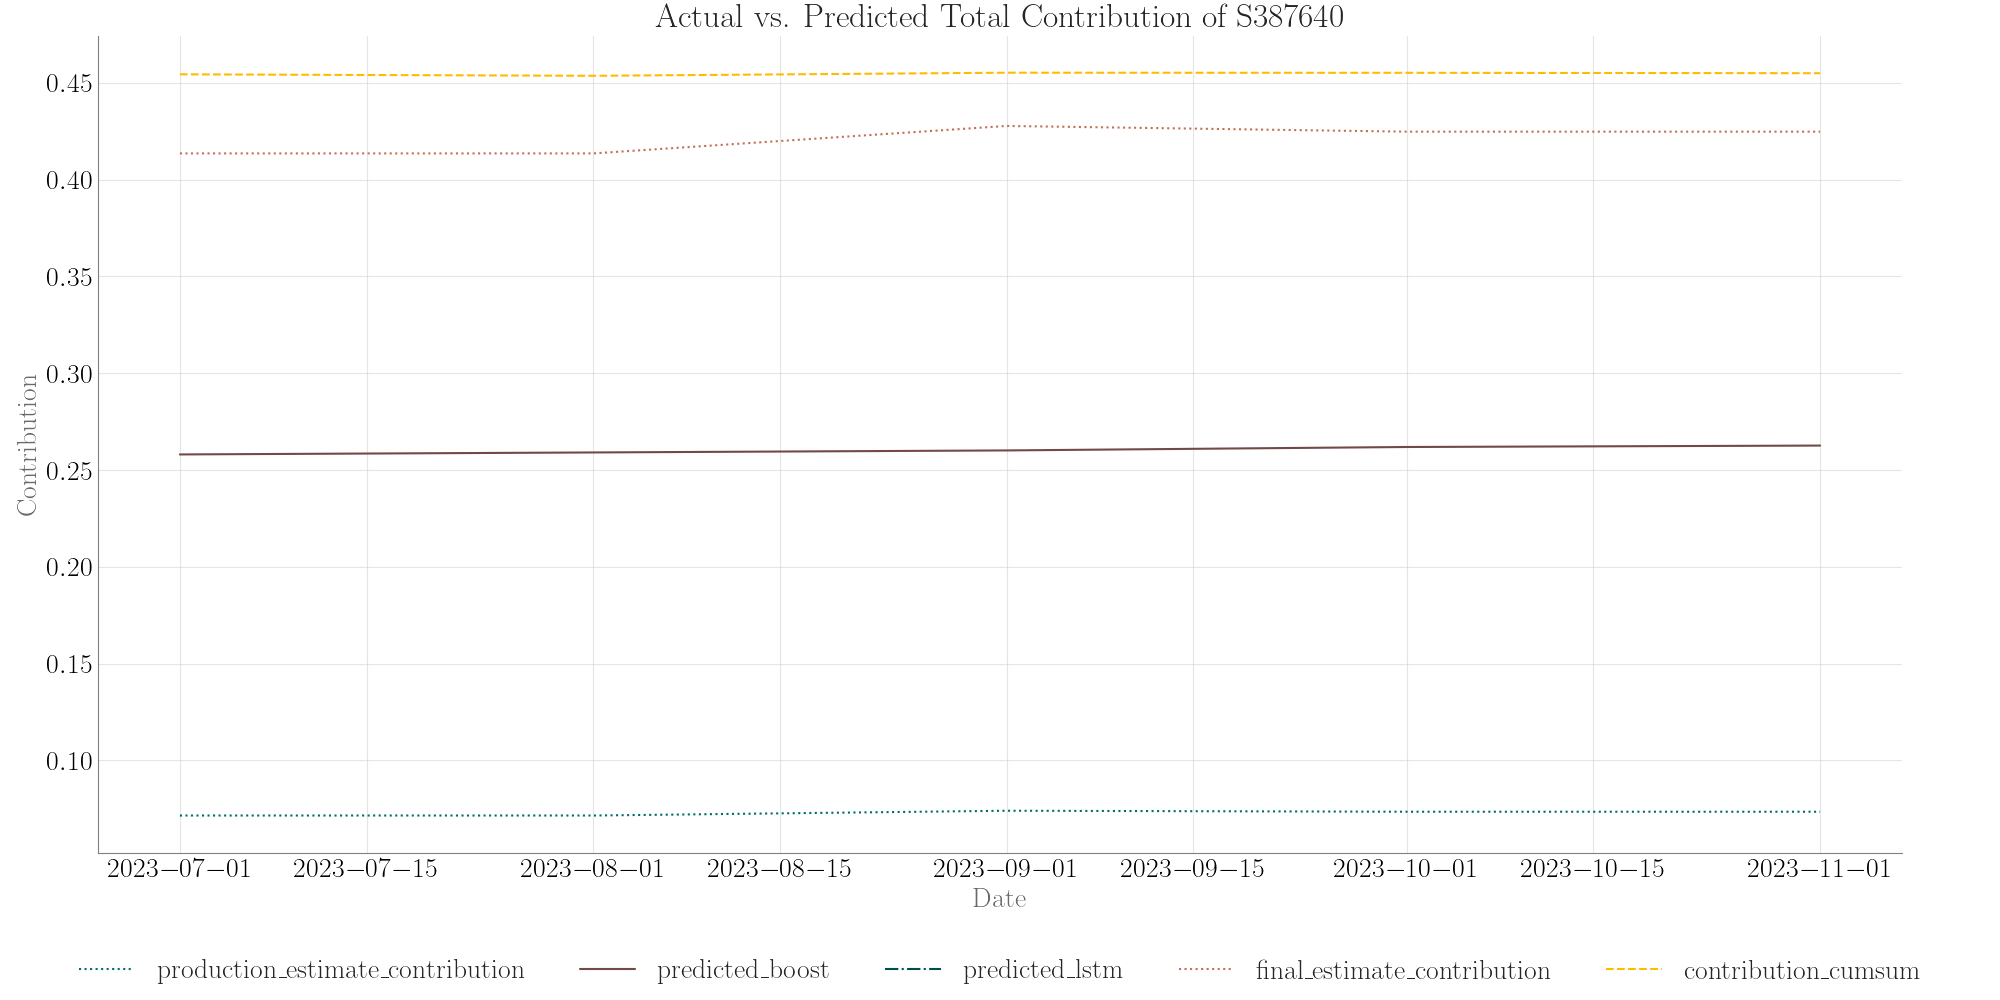 Actual vs. Predicted Total Contribution of S387640
0.45
0.40
0.35
0.30
0.25
0.20
0.15
0.10
Contribution
2023−07−01 2023−07−15 2023−08−01 2023−08−15 2023−09−01 2023−09−15 2023−10−01 2023−10−15 2023−11−01
Date
production_estimate_contribution predicted_boost predicted_lstm final_estimate_contribution contribution_cumsum